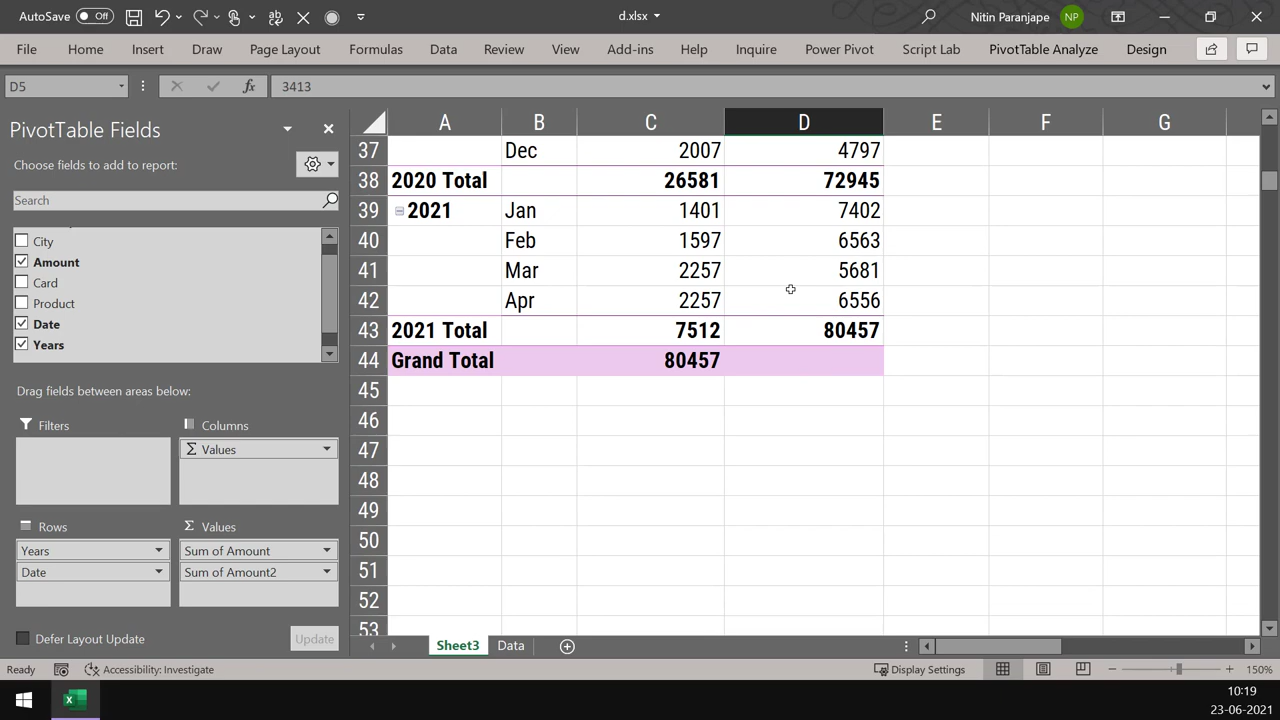 AutoSave Off d.xlsx Nitin Paranjape NP
File Home Insert Draw Page Layout Formulas Data Review View Add-ins Help Inquire Power Pivot Script Lab PivotTable Analyze Design
D5 fx 3413
PivotTable Fields
Choose fields to add to report:
Search
City
Amount
Card
Product
Date
Years
Drag fields between areas below:
Filters
Columns
Σ Values
Rows
Σ Values
Years
Sum of Amount
Date
Sum of Amount2
Defer Layout Update
Update
A B C D E F G
37 Dec 2007 4797
38 2020 Total 26581 72945
39 2021 Jan 1401 7402
40 Feb 1597 6563
41 Mar 2257 5681
42 Apr 2257 6556
43 2021 Total 7512 80457
44 Grand Total 80457
45
46
47
48
49
50
51
52
53
Sheet3 Data
Ready Accessibility: Investigate Display Settings 150%
10:19
23-06-2021